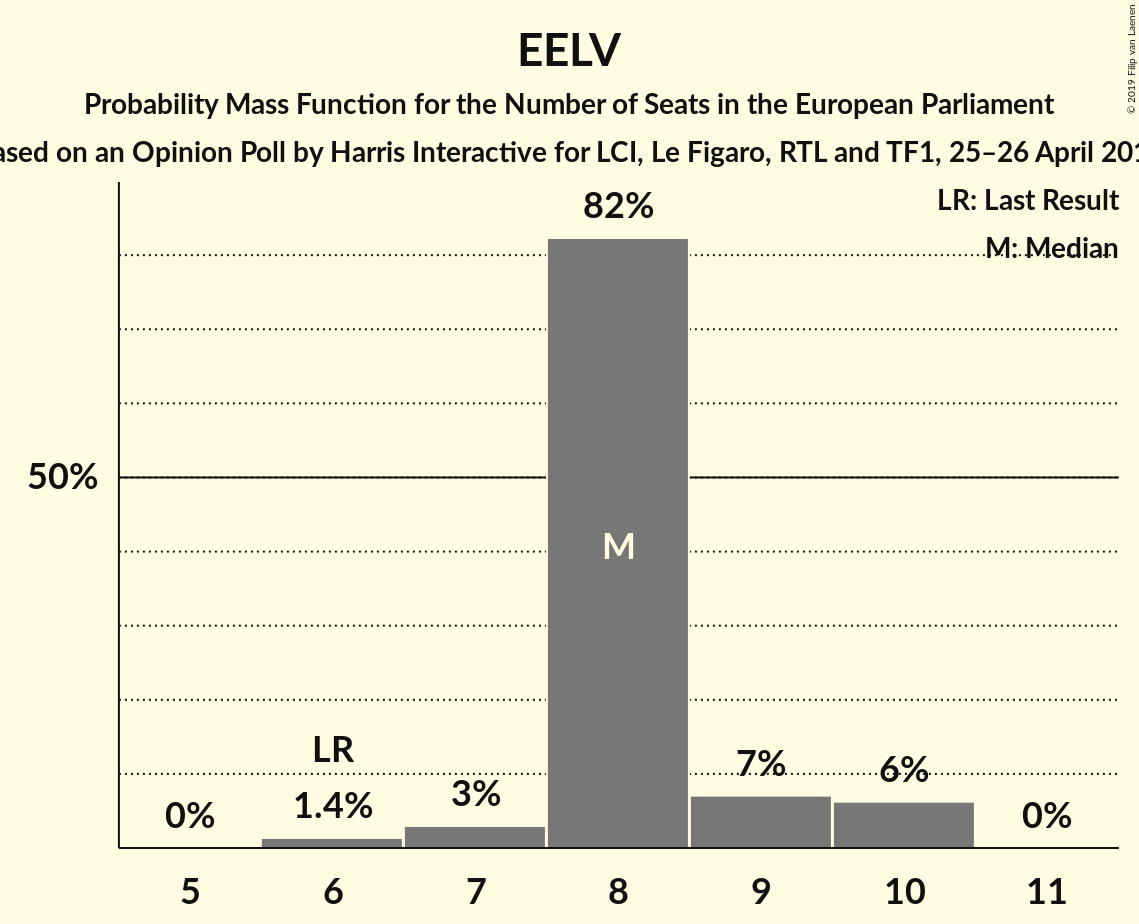 EELV
Probability Mass Function for the Number of Seats in the European Parliament
ased on an Opinion Poll by Harris Interactive for LCI, Le Figaro, RTL and TF1, 25–26 April 201
© 2019 Filip van Laenen
LR: Last Result
M: Median
82%
50%
M
LR
0%
1.4%
3%
7%
6%
0%
5
6
7
8
9
10
11